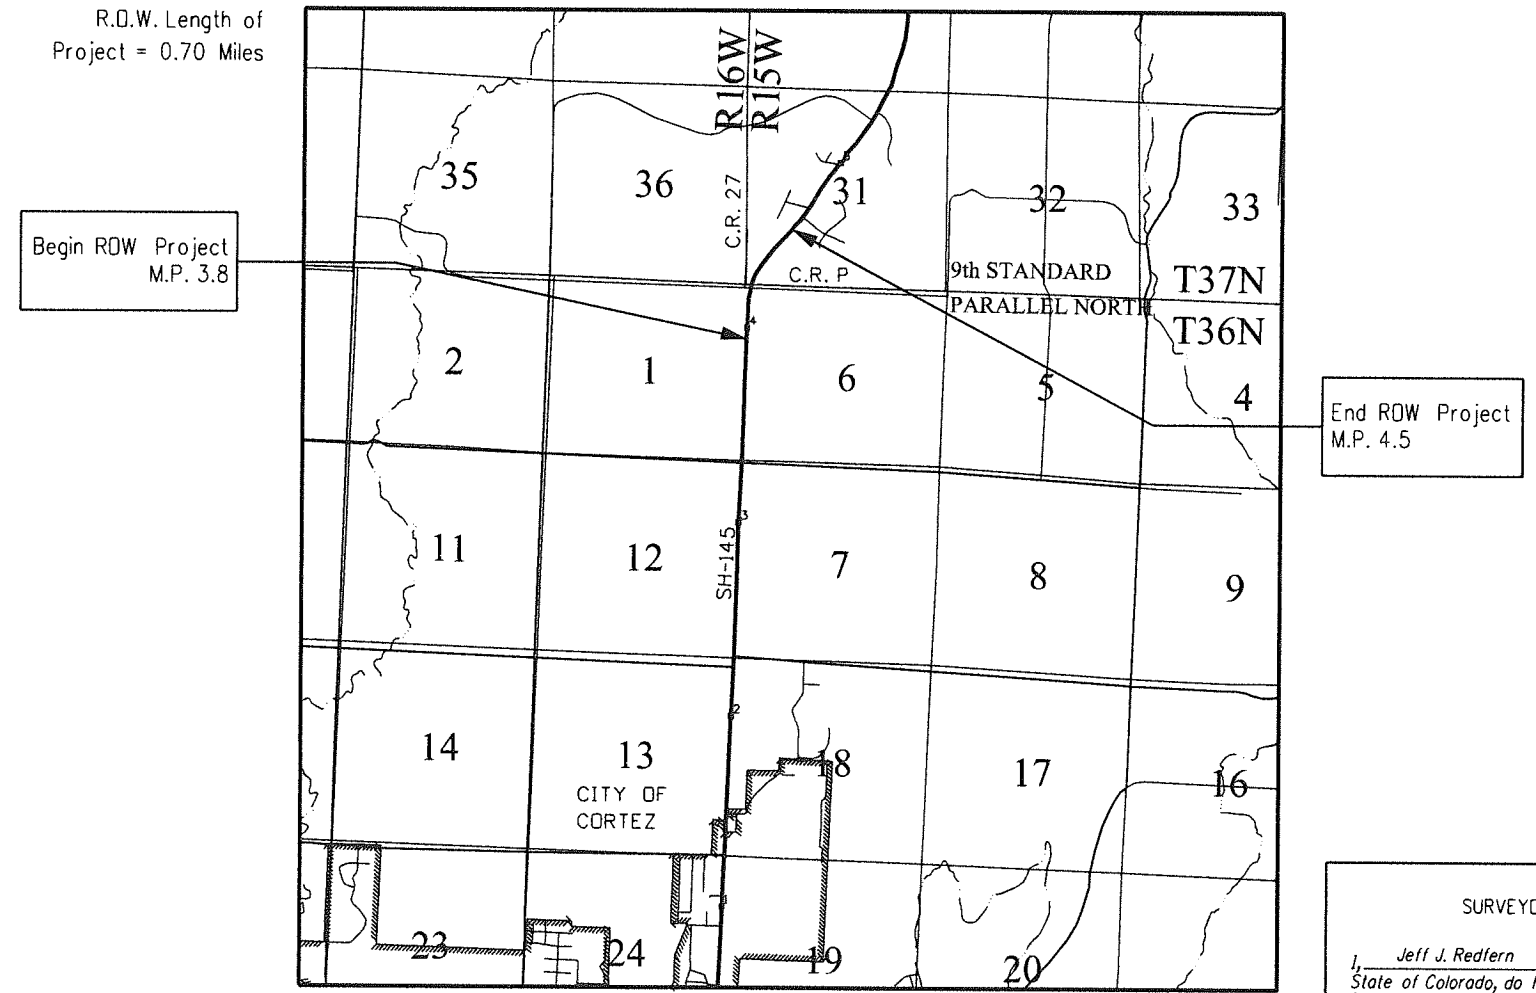 R.O.W. Length of
Project = 0.70 Miles
R16W
R15W
35
36
C.R. 27
31
32
33
Begin ROW Project
M.P. 3.8
C.R. P
9th STANDARD
PARALLEL NORTH
T37N
T36N
4
2
1
6
5
4
End ROW Project
M.P. 4.5
3
11
12
SH-145
7
8
9
2
14
13
18
17
16
CITY OF
CORTEZ
23
24
19
20
SURVEYO
I, Jeff J. Redfern
State of Colorado, do